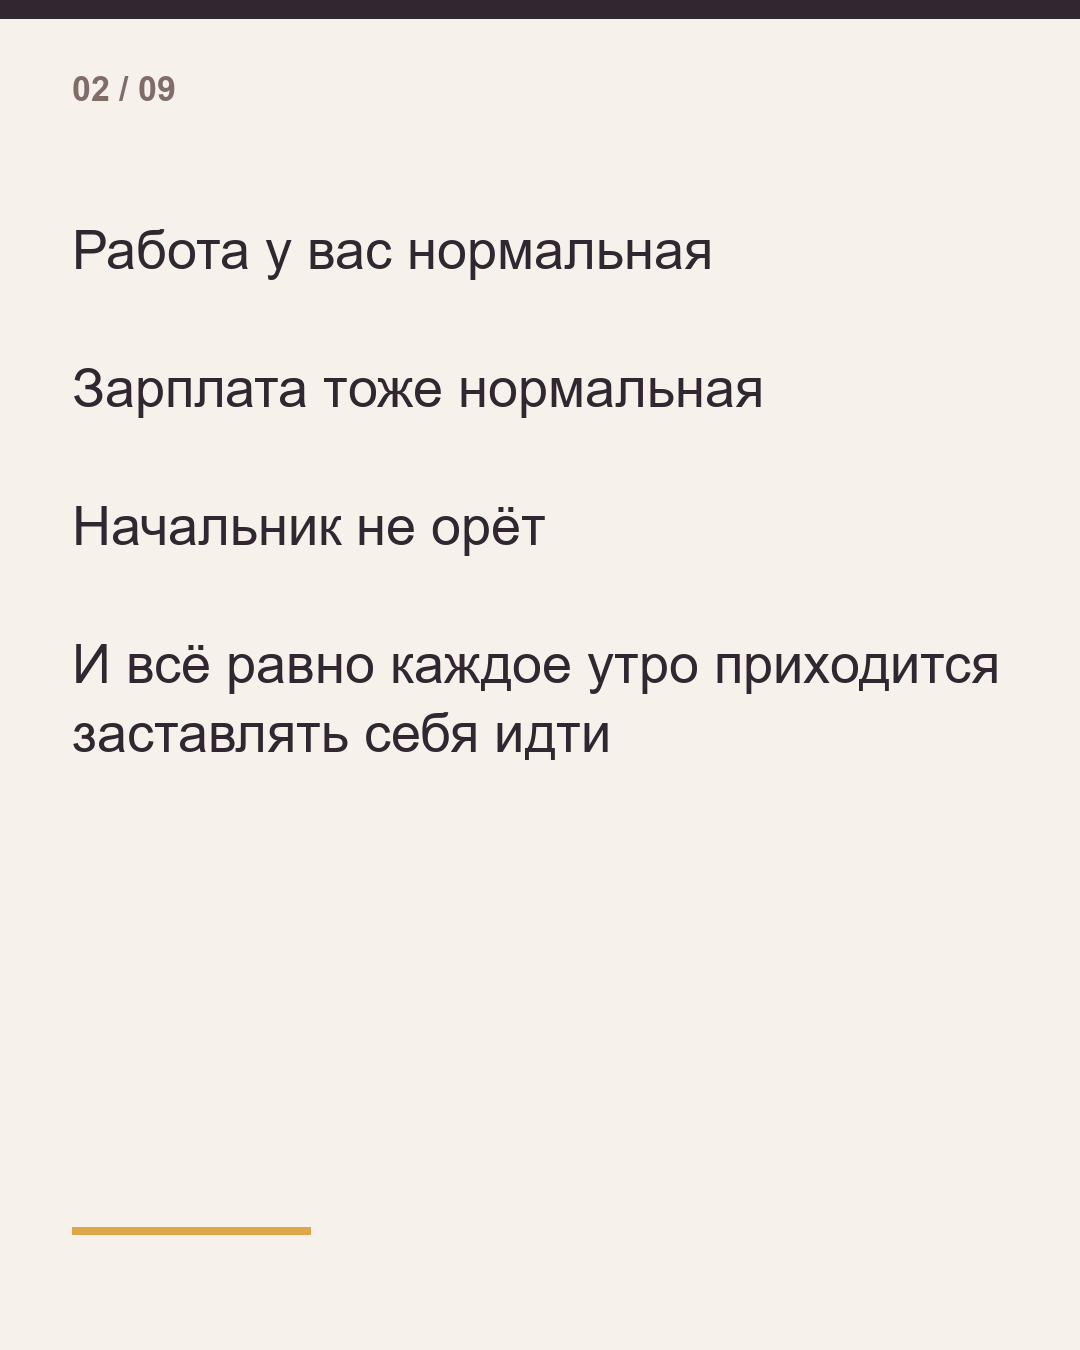 02 / 09
Работа у вас нормальная
Зарплата тоже нормальная
Начальник не орёт
И всё равно каждое утро приходится
заставлять себя идти